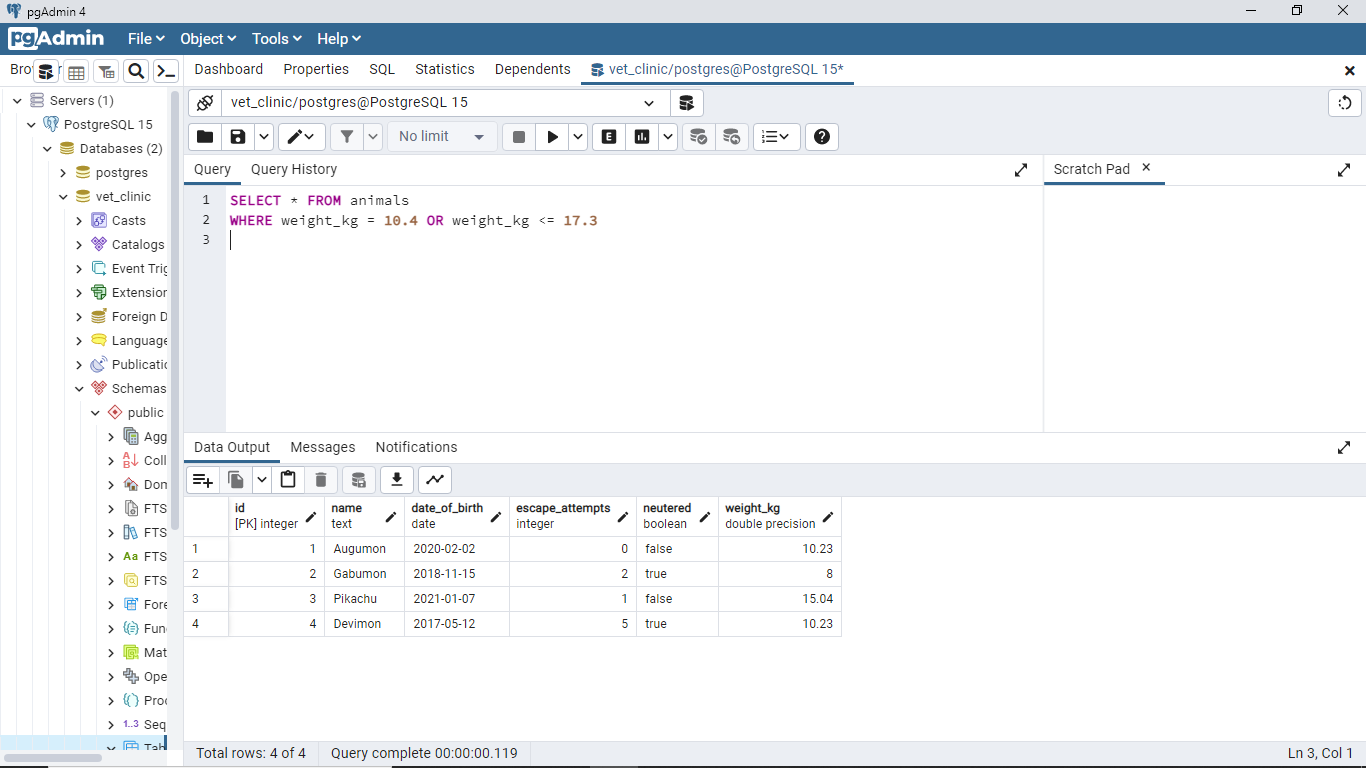 pgAdmin 4
pgAdmin File Object Tools Help
Dashboard Properties SQL Statistics Dependents vet_clinic/postgres@PostgreSQL 15*
Servers (1)
PostgreSQL 15
Databases (2)
postgres
vet_clinic
Casts
Catalogs
Event Trig
Extension
Foreign D
Language
Publicatio
Schemas
public
Agg
Coll
Dom
FTS
FTS
Aa FTS
FTS
Fore
Fun
Mat
Ope
Proc
1..3 Seq
Tab
vet_clinic/postgres@PostgreSQL 15
No limit
Query Query History
Scratch Pad
1 SELECT * FROM animals
2 WHERE weight_kg = 10.4 OR weight_kg <= 17.3
3
Data Output Messages Notifications
id name date_of_birth escape_attempts neutered weight_kg
[PK] integer text date integer boolean double precision
1 1 Augumon 2020-02-02 0 false 10.23
2 2 Gabumon 2018-11-15 2 true 8
3 3 Pikachu 2021-01-07 1 false 15.04
4 4 Devimon 2017-05-12 5 true 10.23
Total rows: 4 of 4 Query complete 00:00:00.119 Ln 3, Col 1